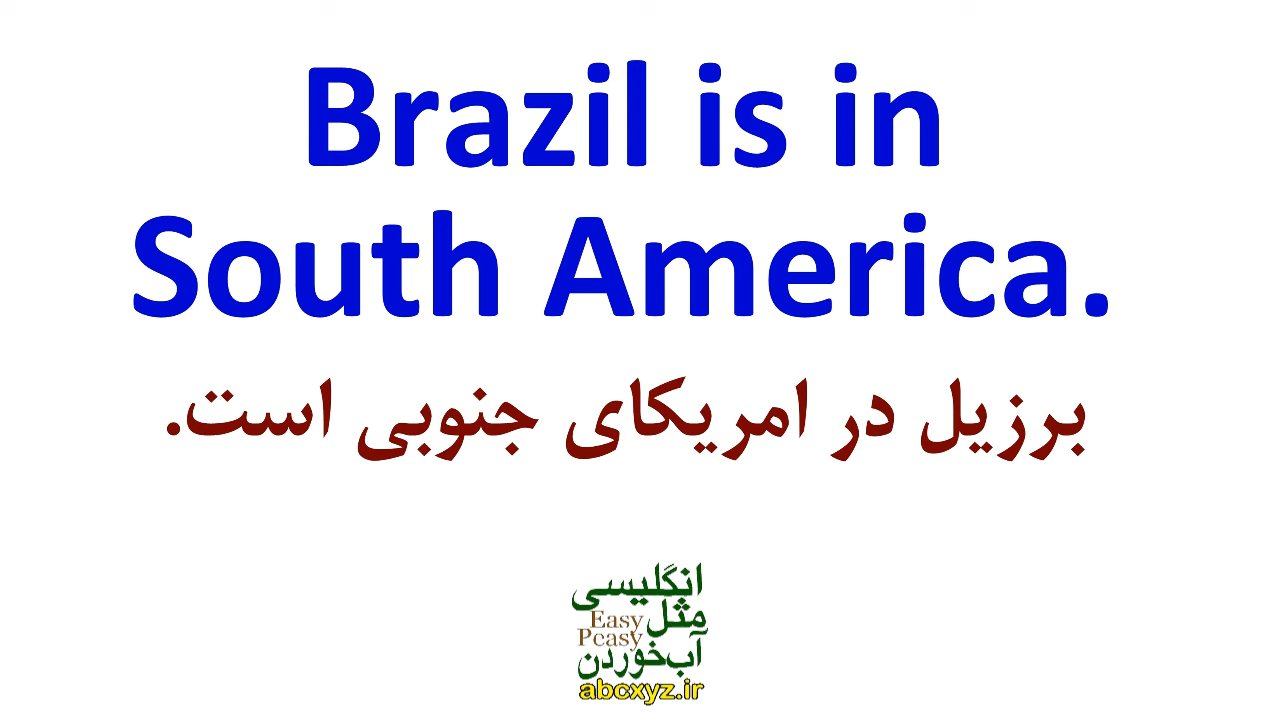 Brazil is in
South America.
برزیل در امریکای جنوبی است.
انگلیسی
مثل
Easy
Peasy
آب‌خوردن
abcxyz.ir